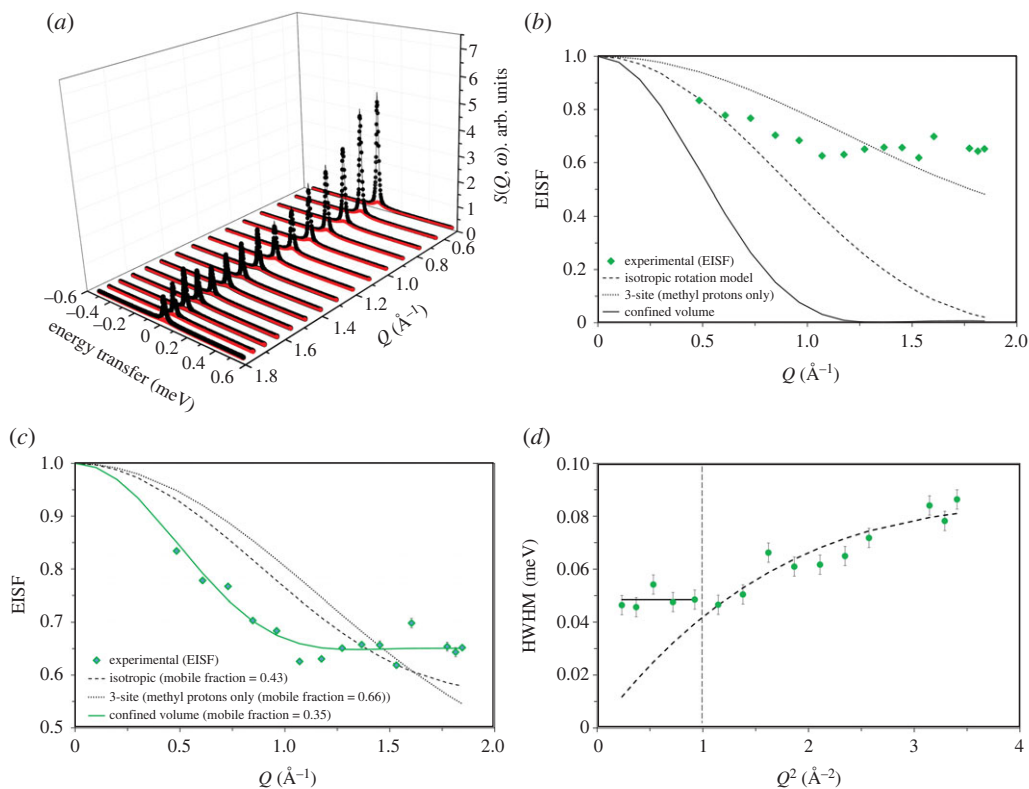 (a)
7
6
5
4
3
2
1
0
S(Q, ω). arb. units
–0.6
–0.4
–0.2
0
0.2
0.4
0.6
energy transfer (meV)
0.6
0.8
1.0
1.2
1.4
1.6
1.8
Q (Å⁻¹)
(b)
1.0
0.8
0.6
0.4
0.2
0
EISF
experimental (EISF)
isotropic rotation model
3-site (methyl protons only)
confined volume
0 0.5 1.0 1.5 2.0
Q (Å⁻¹)
(c)
1.0
0.9
0.8
0.7
0.6
0.5
EISF
experimental (EISF)
isotropic (mobile fraction = 0.43)
3-site (methyl protons only (mobile fraction = 0.66))
confined volume (mobile fraction = 0.35)
0 0.5 1.0 1.5 2.0
Q (Å⁻¹)
(d)
0.10
0.08
0.06
0.04
0.02
0
HWHM (meV)
0 1 2 3 4
Q² (Å⁻²)